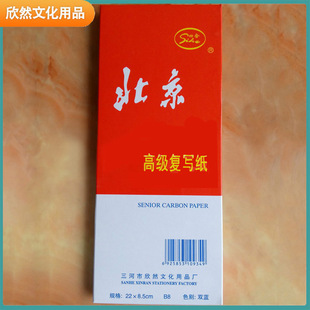 欣然文化用品
Sihe
®
北京
高级复写纸
SENIOR CARBON PAPER
6921833109349
三河市欣然文化用品厂
SANHE XINRAN STATIONERY FACTORY
规格: 22×8.5cm B8 色别: 双蓝